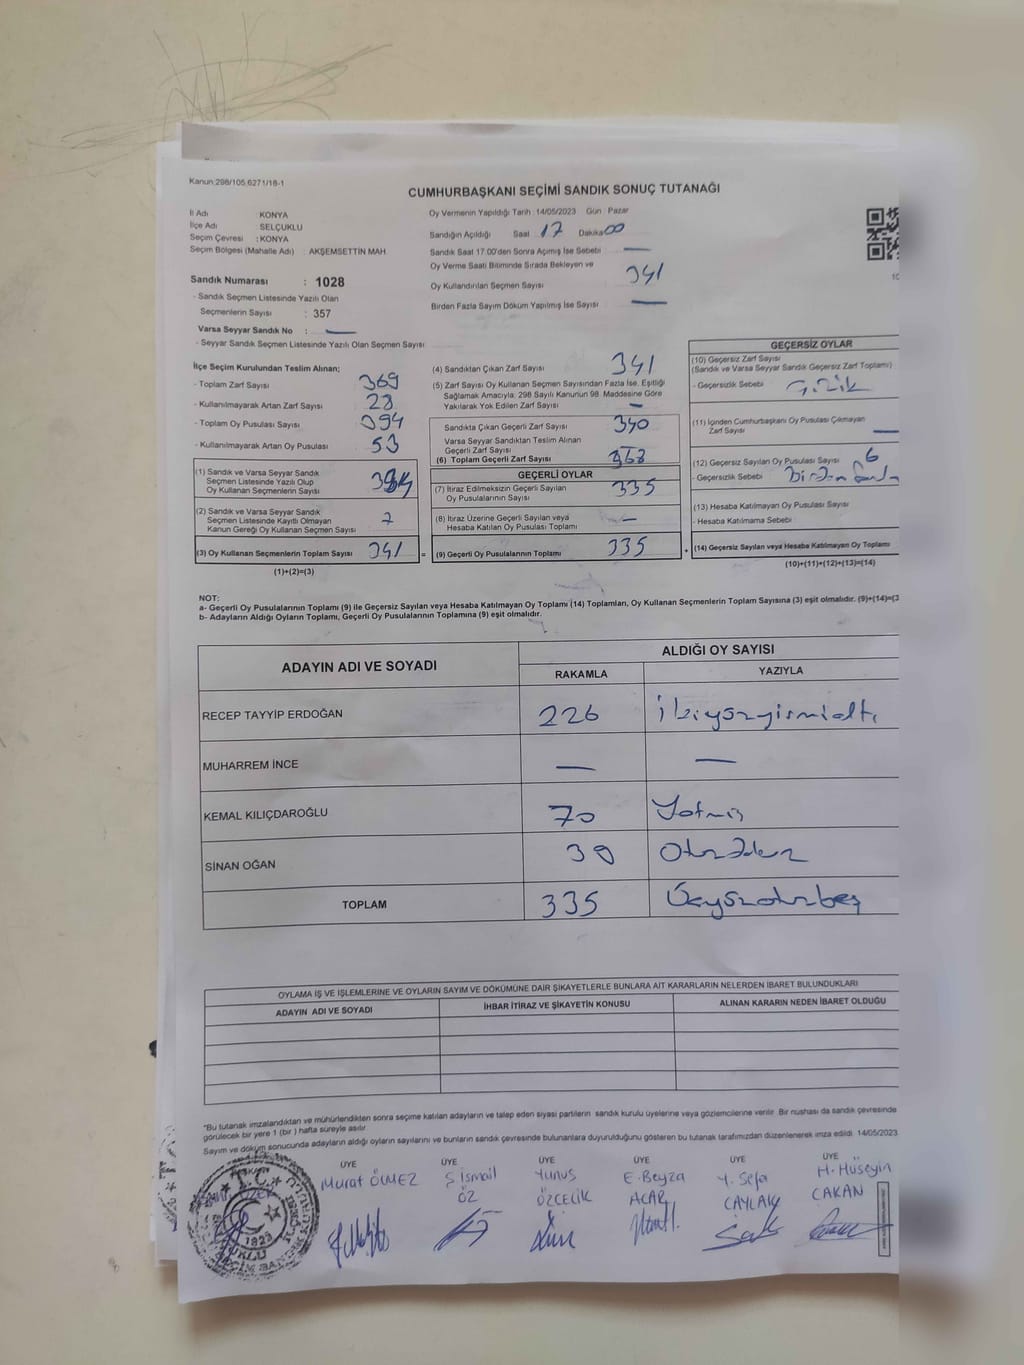 Kanun:298/105,6271/18-1
CUMHURBAŞKANI SEÇİMİ SANDIK SONUÇ TUTANAĞI
İl Adı KONYA
İlçe Adı SELÇUKLU
Seçim Çevresi : KONYA
Seçim Bölgesi (Mahalle Adı) : AKŞEMSETTİN MAH.
Sandık Numarası : 1028
- Sandık Seçmen Listesinde Yazılı Olan
Seçmenlerin Sayısı : 357
Varsa Seyyar Sandık No : —
- Seyyar Sandık Seçmen Listesinde Yazılı Olan Seçmen Sayısı
Oy Vermenin Yapıldığı Tarih :14/05/2023 Gün : Pazar
Sandığın Açıldığı Saat 17 Dakika 00
Sandık Saat 17:00'den Sonra Açılmış İse Sebebi —
Oy Verme Saati Bitiminde Sırada Bekleyen ve
Oy Kullandırılan Seçmen Sayısı 341
Birden Fazla Sayım Döküm Yapılmış İse Sayısı —
İlçe Seçim Kurulundan Teslim Alınan;
- Toplam Zarf Sayısı 369
- Kullanılmayarak Artan Zarf Sayısı 28
- Toplam Oy Pusulası Sayısı 394
- Kullanılmayarak Artan Oy Pusulası 53
(1) Sandık ve Varsa Seyyar Sandık
Seçmen Listesinde Yazılı Olup
Oy Kullanan Seçmenlerin Sayısı
(2) Sandık ve Varsa Seyyar Sandık
Seçmen Listesinde Kayıtlı Olmayan
Kanun Gereği Oy Kullanan Seçmen Sayısı 7
(3) Oy Kullanan Seçmenlerin Toplam Sayısı 341 =
(1)+(2)=(3)
(4) Sandıktan Çıkan Zarf Sayısı 341
(5) Zarf Sayısı Oy Kullanan Seçmen Sayısından Fazla İse, Eşitliği
Sağlamak Amacıyla; 298 Sayılı Kanunun 98. Maddesine Göre
Yakılarak Yok Edilen Zarf Sayısı —
Sandıkta Çıkan Geçerli Zarf Sayısı 340
Varsa Seyyar Sandıktan Teslim Alınan
Geçerli Zarf Sayısı
(6) Toplam Geçerli Zarf Sayısı
GEÇERLİ OYLAR
(7) İtiraz Edilmeksizin Geçerli Sayılan
Oy Pusulalarının Sayısı 335
(8) İtiraz Üzerine Geçerli Sayılan veya
Hesaba Katılan Oy Pusulası Toplamı —
(9) Geçerli Oy Pusulalarının Toplamı 335 +
GEÇERSİZ OYLAR
(10) Geçersiz Zarf Sayısı
(Sandık ve Varsa Seyyar Sandık Geçersiz Zarf Toplamı)
- Geçersizlik Sebebi
(11) İçinden Cumhurbaşkanı Oy Pusulası Çıkmayan
Zarf Sayısı —
(12) Geçersiz Sayılan Oy Pusulası Sayısı 6
- Geçersizlik Sebebi Birden fazla
(13) Hesaba Katılmayan Oy Pusulası Sayısı
- Hesaba Katılmama Sebebi
(14) Geçersiz Sayılan veya Hesaba Katılmayan Oy Toplamı
(10)+(11)+(12)+(13)=(14)
NOT:
a- Geçerli Oy Pusulalarının Toplamı (9) ile Geçersiz Sayılan veya Hesaba Katılmayan Oy Toplamı (14) Toplamları, Oy Kullanan Seçmenlerin Toplam Sayısına (3) eşit olmalıdır. (9)+(14)=(3
b- Adayların Aldığı Oyların Toplamı, Geçerli Oy Pusulalarının Toplamına (9) eşit olmalıdır.
ADAYIN ADI VE SOYADI ALDIĞI OY SAYISI
RAKAMLA YAZIYLA
RECEP TAYYİP ERDOĞAN 226 İkiyüzyirmialtı
MUHARREM İNCE — —
KEMAL KILIÇDAROĞLU 70 Yetmiş
SİNAN OĞAN 39 Otuzdokuz
TOPLAM 335 Üçyüzotuzbeş
OYLAMA İŞ VE İŞLEMLERİNE VE OYLARIN SAYIM VE DÖKÜMÜNE DAİR ŞİKAYETLERLE BUNLARA AİT KARARLARIN NELERDEN İBARET BULUNDUKLARI
ADAYIN ADI VE SOYADI İHBAR İTİRAZ VE ŞİKAYETİN KONUSU ALINAN KARARIN NEDEN İBARET OLDUĞU
"Bu tutanak imzalandıktan ve mühürlendikten sonra seçime katılan adayların ve talep eden siyasi partilerin sandık kurulu üyelerine veya gözlemcilerine verilir. Bir nushası da sandık çevresinde
görülecek bir yere 1 (bir ) hafta süreyle asılır.
Sayım ve döküm sonucunda adayların aldığı oyların sayılarını ve bunların sandık çevresinde bulunanlara duyurulduğunu gösteren bu tutanak tarafımızdan düzenlenerek imza edildi. 14/05/2023
ÜYE ÜYE ÜYE ÜYE ÜYE ÜYE
Murat ÖLMEZ İsmail ÖZ Yunus ÖZÇELİK E.Beyza ACAR Y. Sefa ÇAYLAK H. Hüseyin ÇAKAN
T.C.
1923